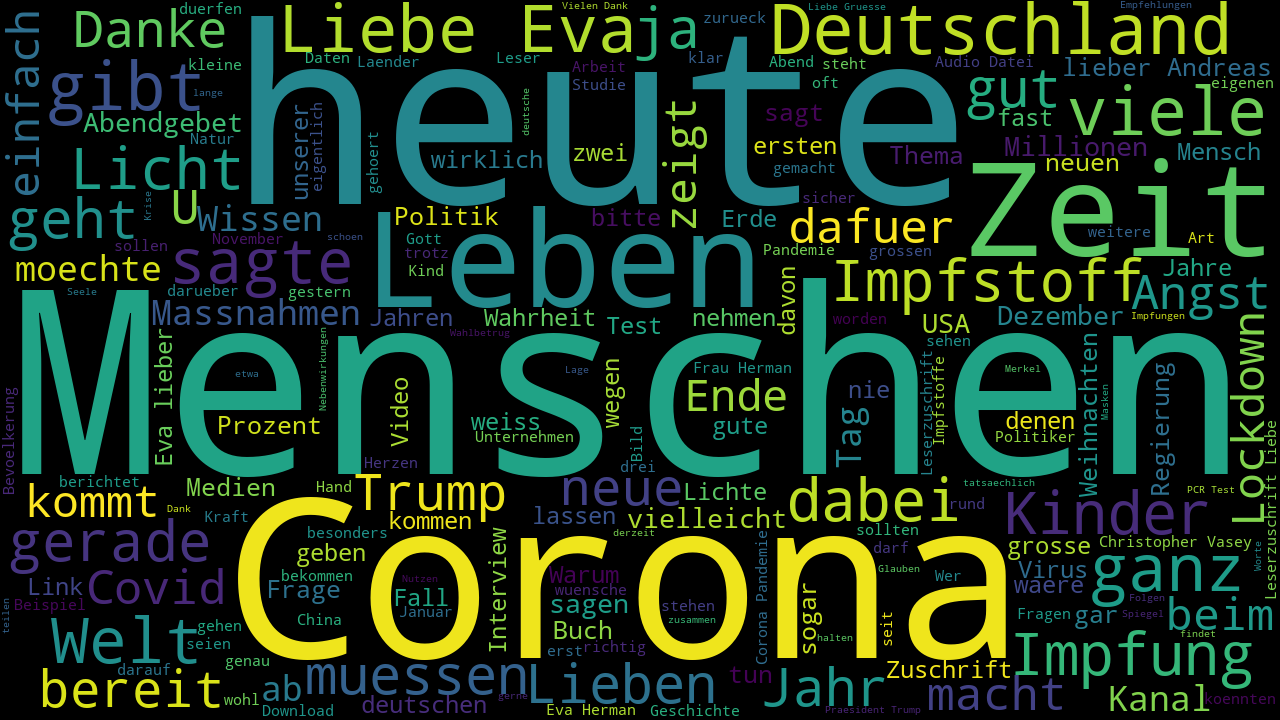 duerfen
Vielen Dank
Liebe Gruesse
Empfehlungen
Danke
Liebe
Eva
ja
zurueck
Deutschland
einfach
gibt
kleine
lange
Daten
Laender
heute
Leser
Arbeit
Studie
klar
Abend
steht
oft
Audio Datei
lieber Andreas
eigenen
gut
fast
viele
Abendgebet
Natur
unserer
eigentlich
gehoert
wirklich
deutsche
zwei
zeigt
sagt
ersten
gemacht
Thema
Millionen
neuen
Mensch
Licht
geht
Krise
U
Wissen
Politik
bitte
Erde
sicher
dafuer
Zeit
weitere
Art
sollen
November
schoen
Gott
trotz
Kind
Leben
Pandemie
grossen
moechte
sagte
darueber
gestern
davon
Impfstoff
Jahre
Angst
Seele
Massnahmen
Jahren
Wahrheit
Wahlbetrug
Test
nehmen
worden
USA
Dezember
Impfungen
Menschen
Eva lieber
etwa
Nebenwirkungen
Lage
Frau Herman
sehen
Merkel
Lockdown
Bevoelkerung
Prozent
Video
weiss
Unternehmen
wegen
Bild
Ende
gute
Tag
nie
Leserzuschrift
Impfstoffe
denen
Politiker
Weihnachten
Masken
Regierung
Leserzuschrift Liebe
berichtet
Medien
Herzen
drei
tatsaechlich
PCR Test
kommt
Dank
Kraft
Hand
Trump
kommen
besonders
neue
lassen
Lichte
vielleicht
derzeit
dabei
sollten
rund
Kinder
gerade
Corona
geben
bekommen
Interview
Warum
wuensche
darf
Glauben
Wer
grosse
Christopher Vasey
Worte
Link
Beispiel
Covid
Frage
Nutzen
Fall
Januar
China
sagen
stehen
zusammen
Corona Pandemie
sogar
halten
seit
waere
Virus
Fragen
gar
ganz
Folgen
Spiegel
beim
findet
teilen
Welt
gehen
seien
darauf
genau
Buch
erst
richtig
Zuschrift
Impfung
bereit
wohl
ab
Download
muessen
deutschen
gerne
Lieben
Eva Herman
Geschichte
tun
Praesident Trump
Jahr
macht
Kanal
koennten